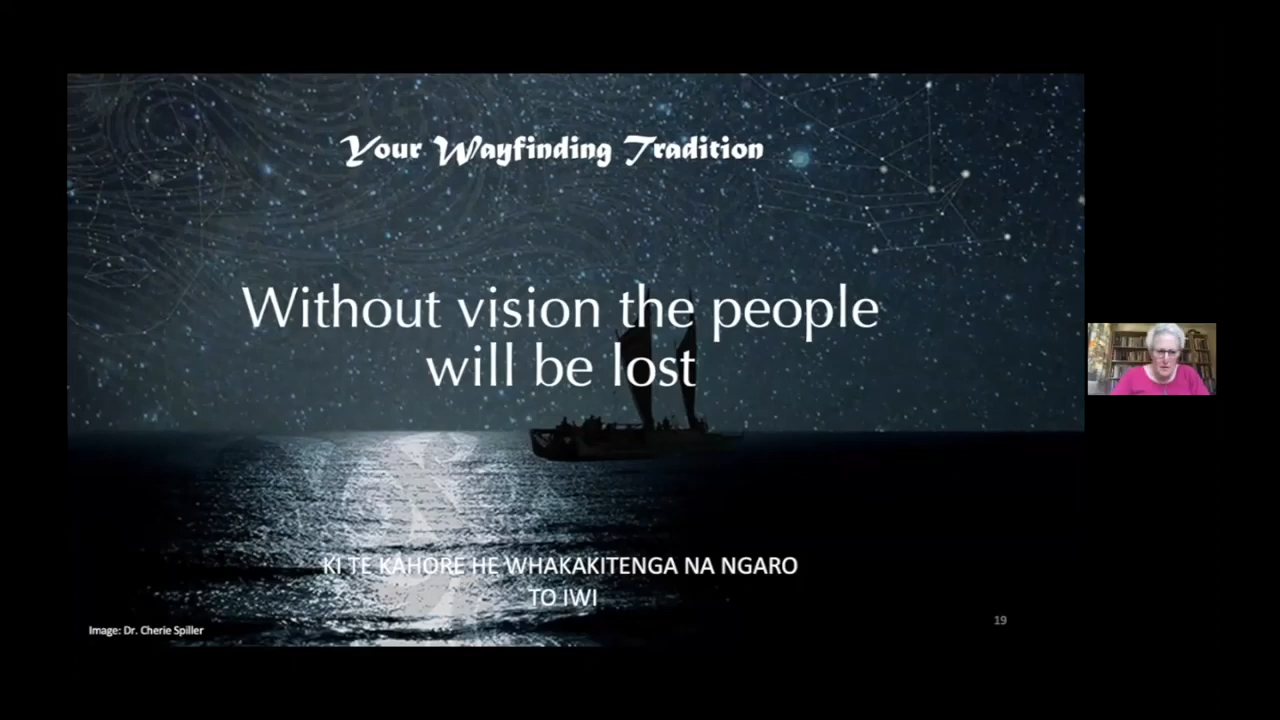 Your Wayfinding Tradition
Without vision the people
will be lost
KI TE KĀHORE HE WHAKAKITENGA NA NGARO
TO IWI
Image: Dr. Cherie Spiller
19